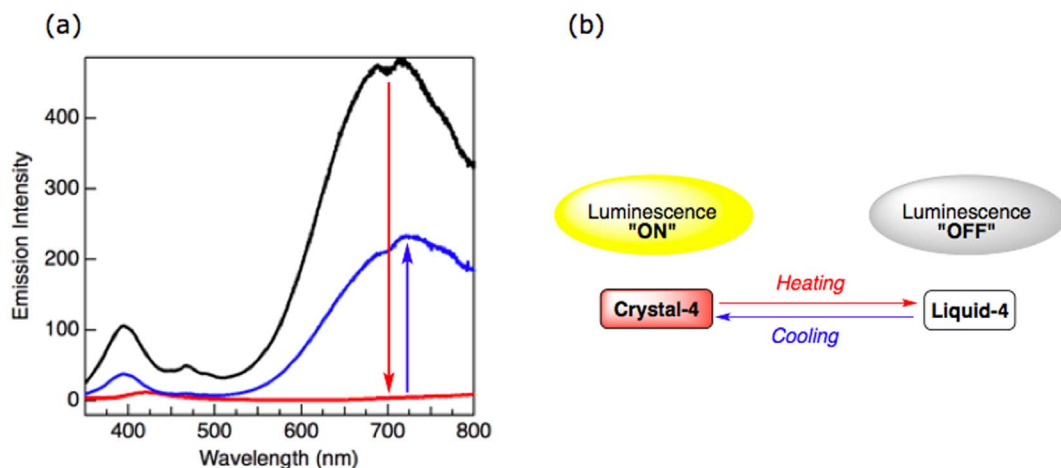 (a)
(b)
400
300
200
100
0
Emission Intensity
400
500
600
700
800
Wavelength (nm)
Luminescence
"ON"
Luminescence
"OFF"
Heating
Crystal-4
Liquid-4
Cooling